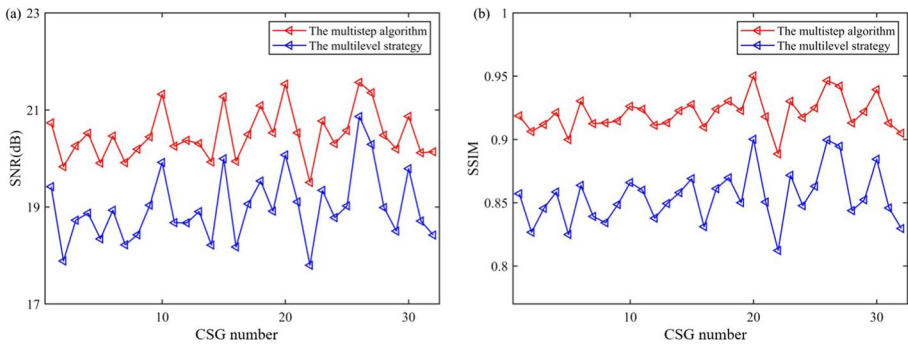 (a)
23
21
19
17
SNR(dB)
The multistep algorithm
The multilevel strategy
10
20
30
CSG number
(b)
1
0.95
0.9
0.85
0.8
SSIM
The multistep algorithm
The multilevel strategy
10
20
30
CSG number